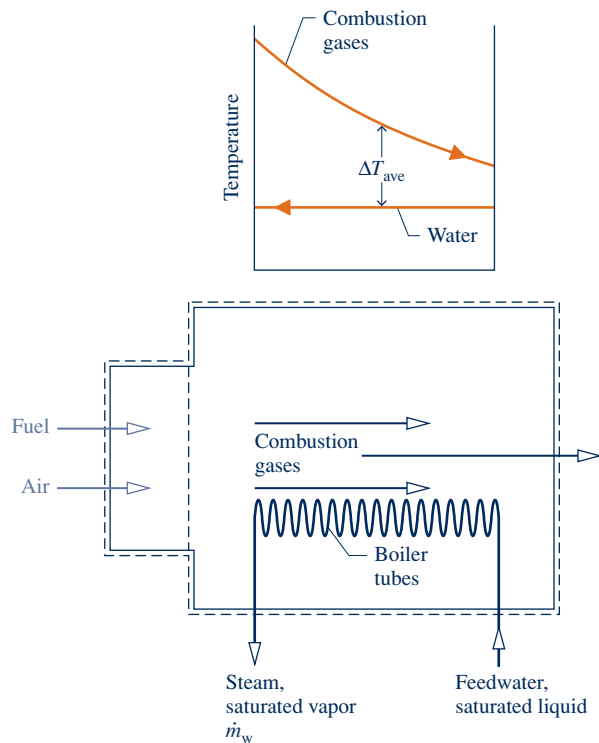 Combustion
gases
Temperature
ΔT_ave
Water
Fuel
Air
Combustion
gases
Boiler
tubes
Steam,
saturated vapor
ṁ_w
Feedwater,
saturated liquid